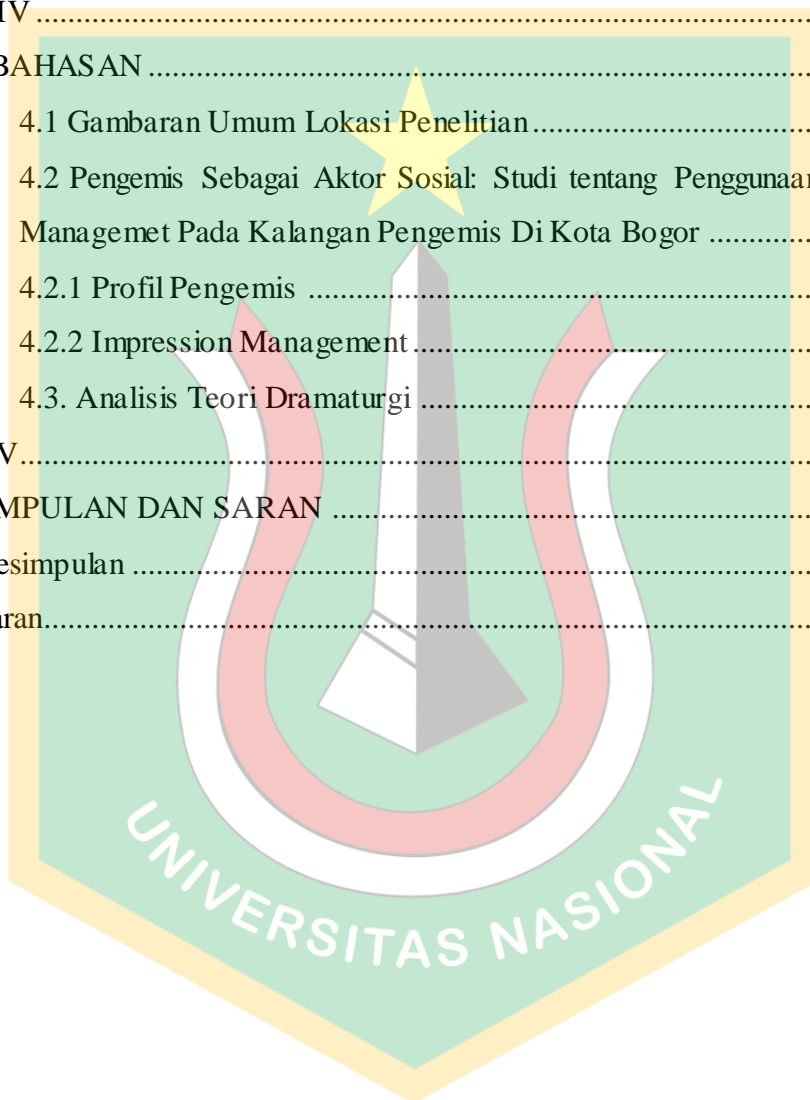 IV ........................................................................
BAHASAN ........................................................................
4.1 Gambaran Umum Lokasi Penelitian ........................................................................
4.2 Pengemis Sebagai Aktor Sosial: Studi tentang Penggunaan
Managemet Pada Kalangan Pengemis Di Kota Bogor ........................................................................
4.2.1 Profil Pengemis ........................................................................
4.2.2 Impression Management ........................................................................
4.3. Analisis Teori Dramaturgi ........................................................................
V ........................................................................
MPULAN DAN SARAN ........................................................................
esimpulan ........................................................................
aran ........................................................................
UNIVERSITAS NASIONAL